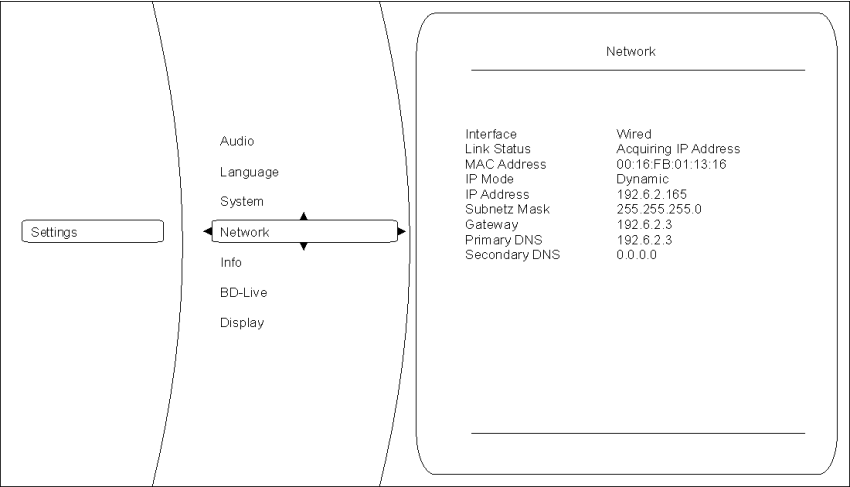 Settings
Audio
Language
System
Network
Info
BD-Live
Display
Network
Interface Wired
Link Status Acquiring IP Address
MAC Address 00:16:FB:01:13:16
IP Mode Dynamic
IP Address 192.6.2.165
Subnetz Mask 255.255.255.0
Gateway 192.6.2.3
Primary DNS 192.6.2.3
Secondary DNS 0.0.0.0